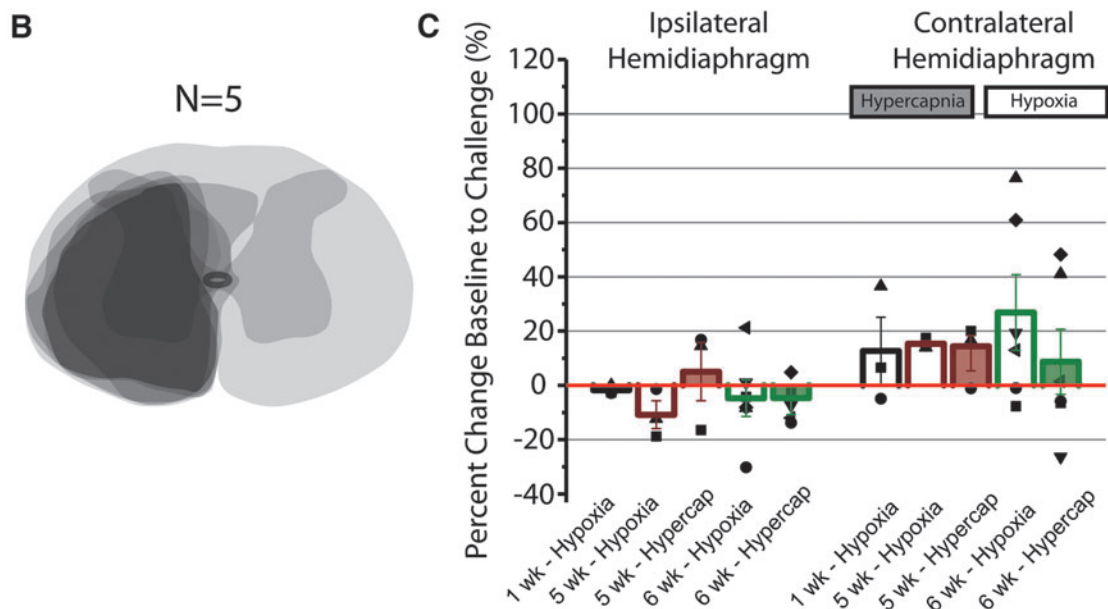 B
N=5
C
Ipsilateral
Hemidiaphragm
Contralateral
Hemidiaphragm
Hypercapnia
Hypoxia
Percent Change Baseline to Challenge (%)
120
100
80
60
40
20
0
-20
-40
1 wk - Hypoxia
5 wk - Hypoxia
5 wk - Hypercap
6 wk - Hypoxia
6 wk - Hypercap
1 wk - Hypoxia
5 wk - Hypoxia
5 wk - Hypercap
6 wk - Hypoxia
6 wk - Hypercap